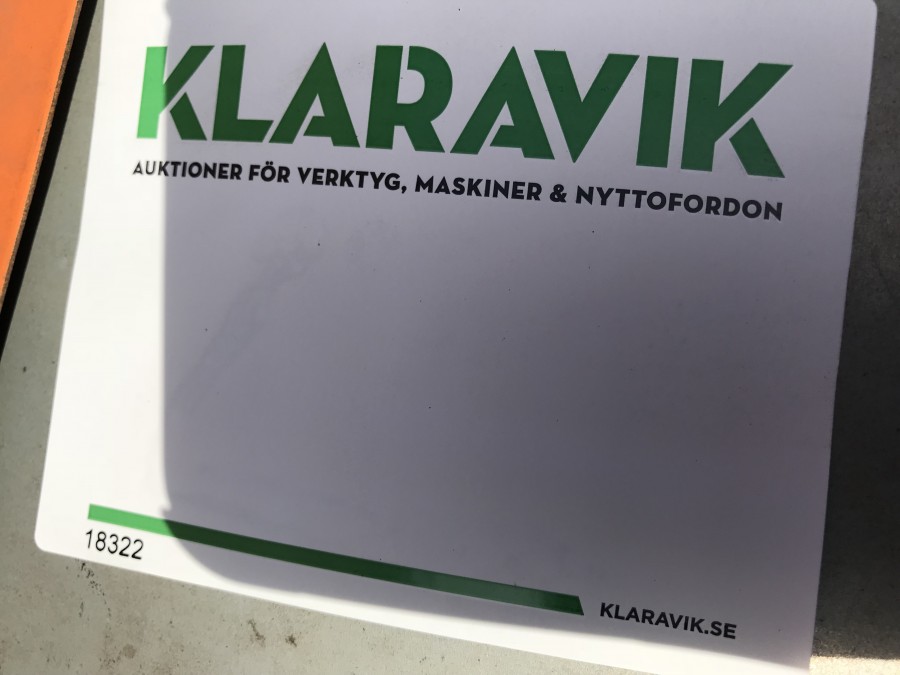 KLARAVIK
AUKTIONER FÖR VERKTYG, MASKINER & NYTTOFORDON
18322
KLARAVIK.SE